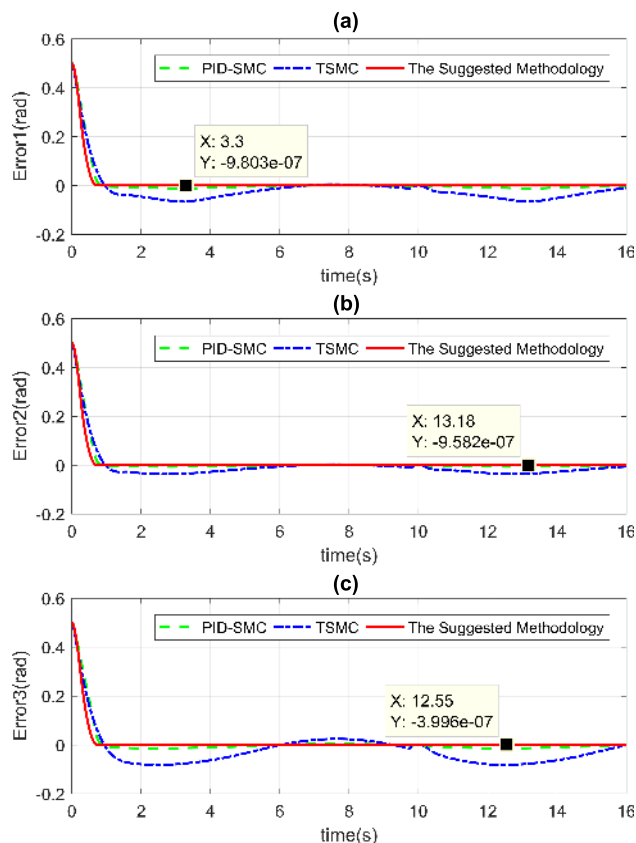 (a)
0.6
PID-SMC TSMC The Suggested Methodology
0.4
X: 3.3
Y: -9.803e-07
0.2
0
-0.2
Error1(rad)
0 2 4 6 8 10 12 14 16
time(s)
(b)
0.6
PID-SMC TSMC The Suggested Methodology
0.4
X: 13.18
Y: -9.582e-07
0.2
0
-0.2
Error2(rad)
0 2 4 6 8 10 12 14 16
time(s)
(c)
0.6
PID-SMC TSMC The Suggested Methodology
0.4
X: 12.55
Y: -3.996e-07
0.2
0
-0.2
Error3(rad)
0 2 4 6 8 10 12 14 16
time(s)